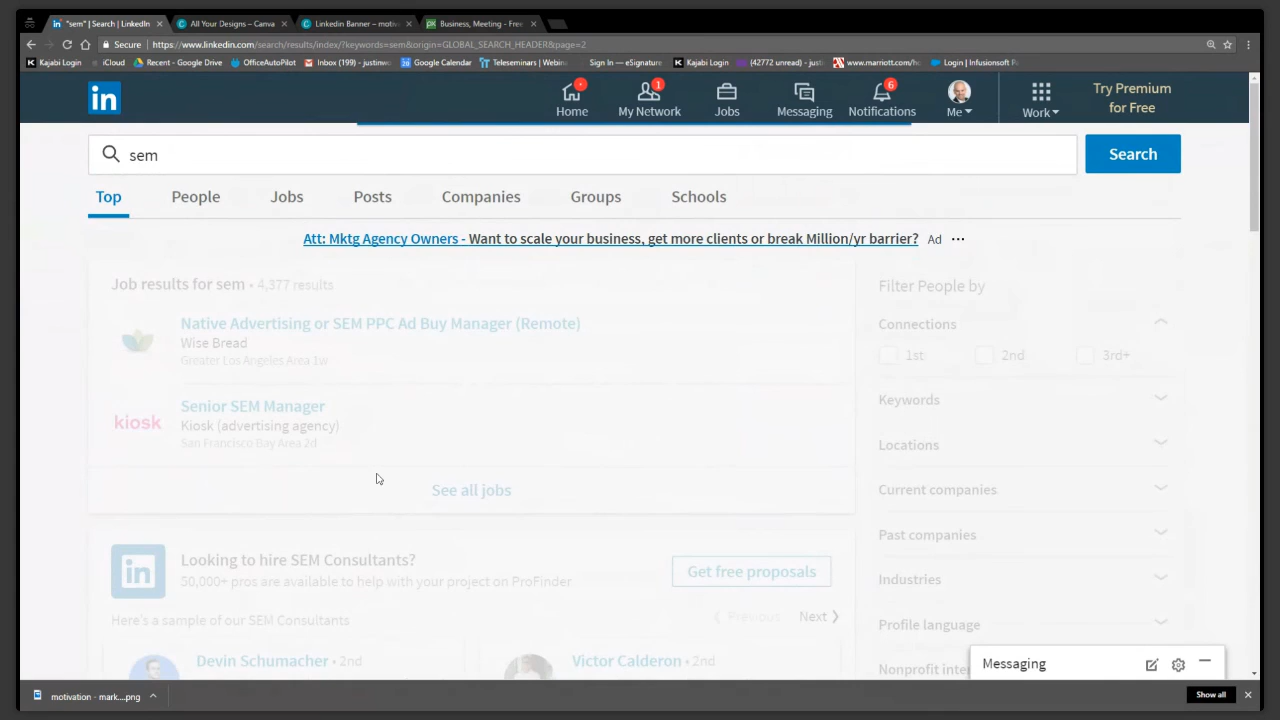 "sem" | Search | LinkedIn
All Your Designs – Canva
Linkedin Banner – motiv
Business, Meeting - Free
Secure https://www.linkedin.com/search/results/index/?keywords=sem&origin=GLOBAL_SEARCH_HEADER&page=2
Kajabi Login iCloud Recent - Google Drive OfficeAutoPilot Inbox (199) - justinwo Google Calendar Teleseminars | Webin Sign In — eSignature Kajabi Login (42772 unread) - justi www.marriott.com/ho Login | Infusionsoft
in
1
6
Home My Network Jobs Messaging Notifications Me Work
Try Premium
for Free
sem
Search
Top People Jobs Posts Companies Groups Schools
Att: Mktg Agency Owners - Want to scale your business, get more clients or break Million/yr barrier? Ad ···
Job results for sem • 4,377 results
Native Advertising or SEM PPC Ad Buy Manager (Remote)
Wise Bread
Greater Los Angeles Area 1w
kiosk
Senior SEM Manager
Kiosk (advertising agency)
San Francisco Bay Area 2d
See all jobs
in
Looking to hire SEM Consultants?
50,000+ pros are available to help with your project on ProFinder
Get free proposals
Here's a sample of our SEM Consultants
Previous Next
Devin Schumacher • 2nd
Victor Calderon • 2nd
Filter People by
Connections
1st 2nd 3rd+
Keywords
Locations
Current companies
Past companies
Industries
Profile language
Nonprofit inte
Messaging
motivation - mark....png
Show all